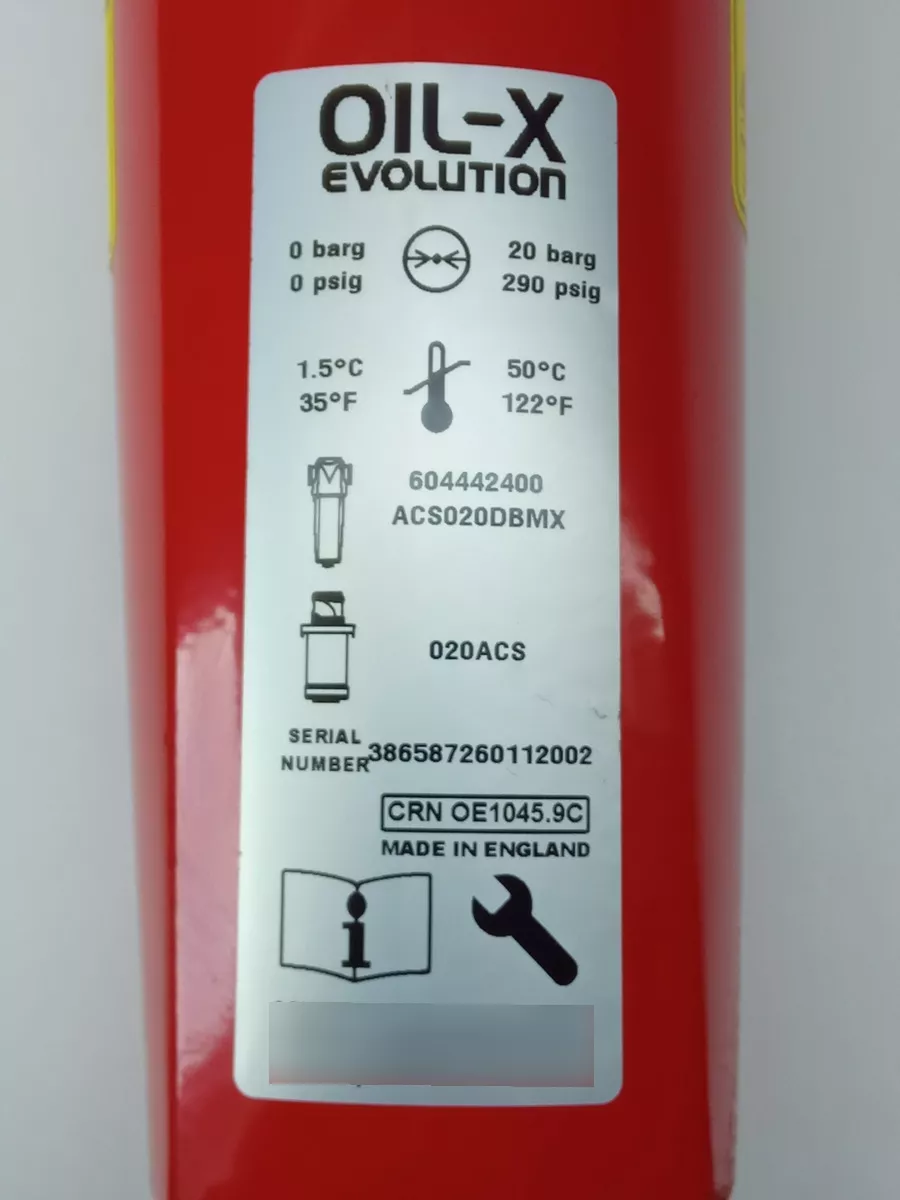 OIL-X
EVOLUTION
0 barg 20 barg
0 psig 290 psig
1.5°C 50°C
35°F 122°F
604442400
ACS020DBMX
020ACS
SERIAL
NUMBER 386587260112002
CRN OE1045.9C
MADE IN ENGLAND
i